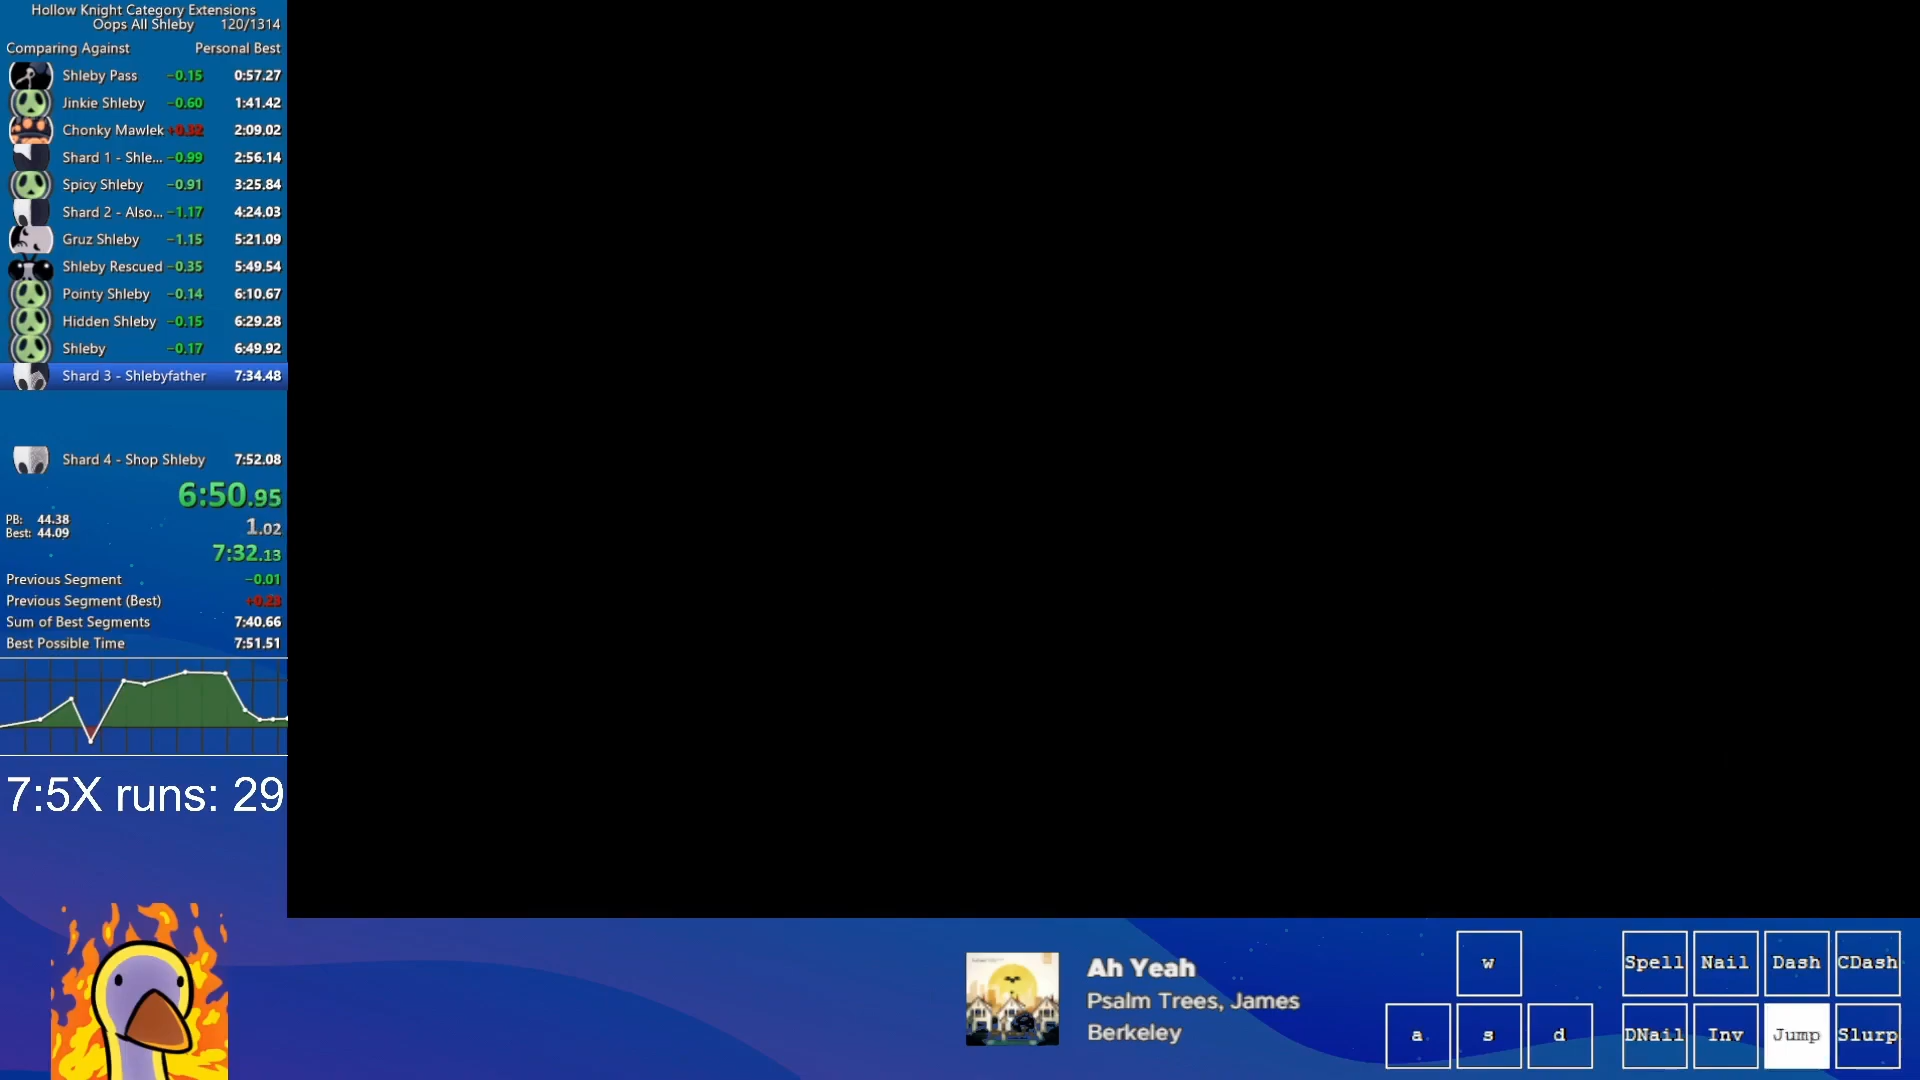 Hollow Knight Category Extensions
Oops All Shleby 120/1314
Comparing Against Personal Best
Shleby Pass −0.15 0:57.27
Jinkie Shleby −0.60 1:41.42
Chonky Mawlek +0.32 2:09.02
Shard 1 - Shle... −0.99 2:56.14
Spicy Shleby −0.91 3:25.84
Shard 2 - Also... −1.17 4:24.03
Gruz Shleby −1.15 5:21.09
Shleby Rescued −0.35 5:49.54
Pointy Shleby −0.14 6:10.67
Hidden Shleby −0.15 6:29.28
Shleby −0.17 6:49.92
Shard 3 - Shlebyfather 7:34.48
Shard 4 - Shop Shleby 7:52.08
6:50.95
PB: 44.38
Best: 44.09
1.02
7:32.13
Previous Segment −0.01
Previous Segment (Best) +0.23
Sum of Best Segments 7:40.66
Best Possible Time 7:51.51
7:5X runs: 29
Ah Yeah
Psalm Trees, James
Berkeley
w
a s d
Spell Nail Dash CDash
DNail Inv Jump Slurp